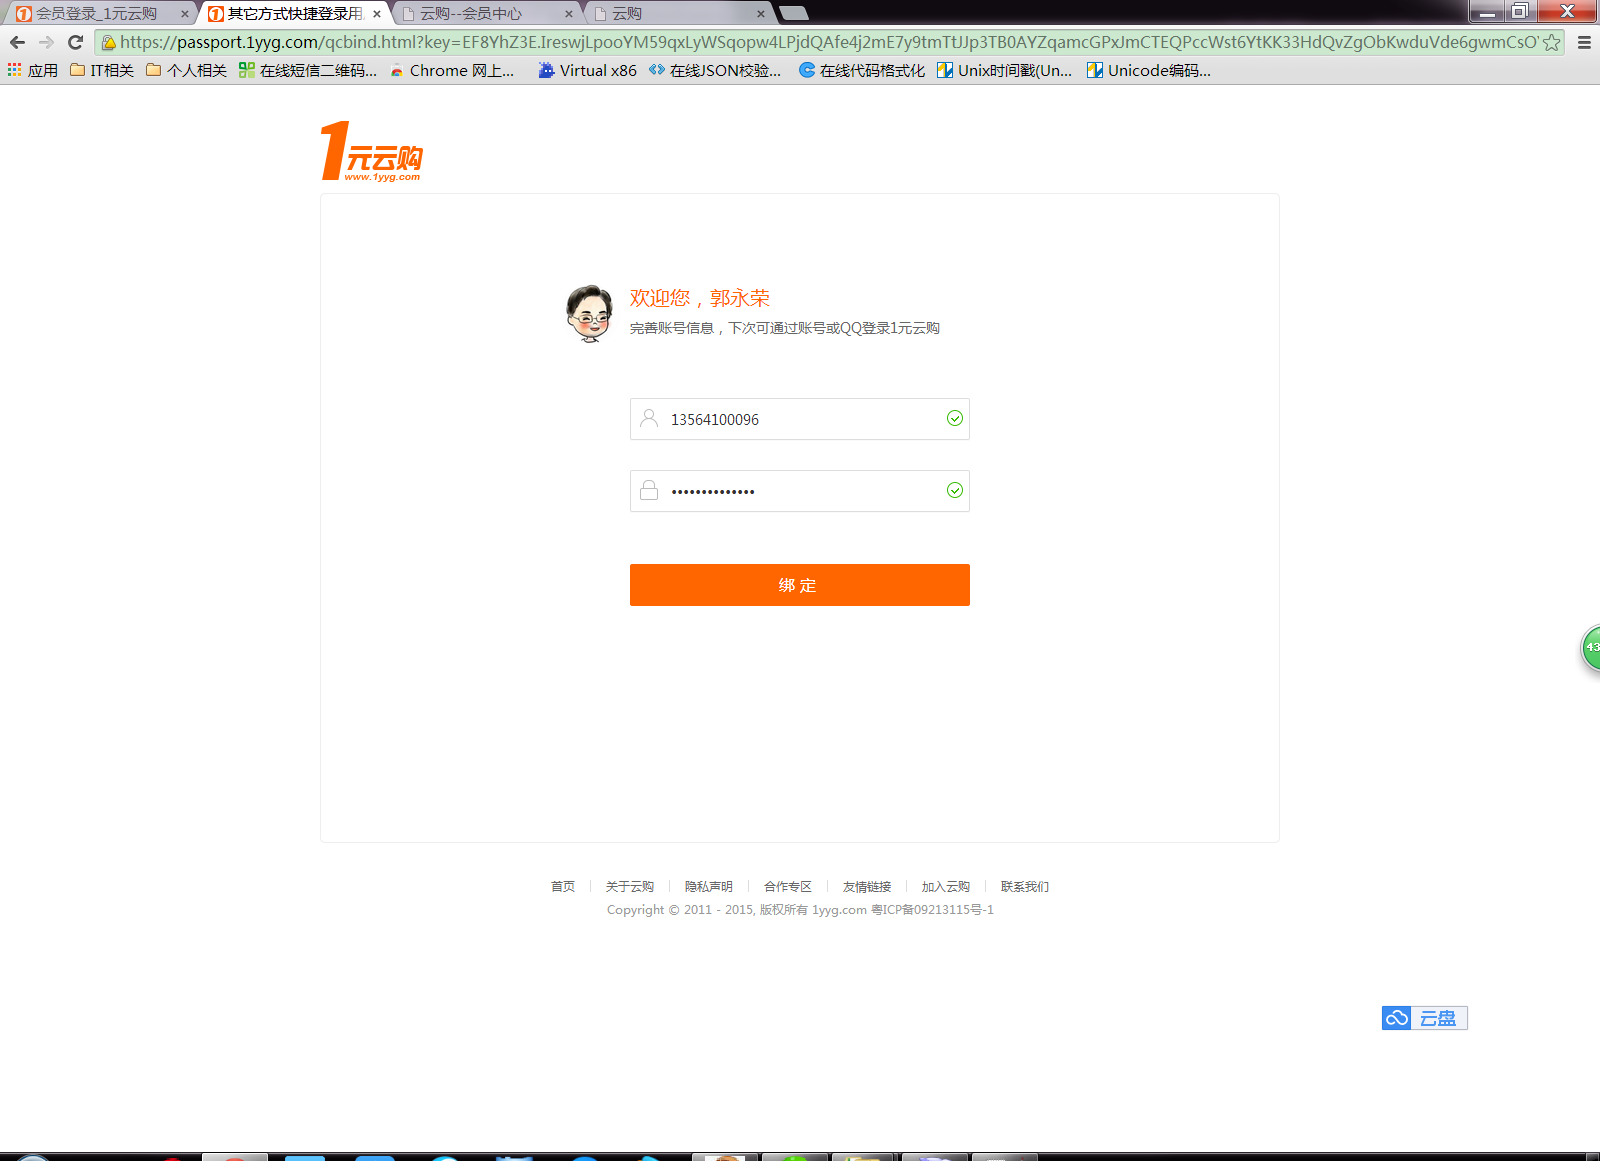 会员登录_1元云购
其它方式快捷登录用
云购--会员中心
云购
https://passport.1yyg.com/qcbind.html?key=EF8YhZ3E.IreswjLpooYM59qxLyWSqopw4LPjdQAfe4j2mE7y9tmTtJJp3TB0AYZqamcGPxJmCTEQPccWst6YtKK33HdQvZgObKwduVde6gwmCsO
应用 IT相关 个人相关 在线短信二维码... Chrome 网上... Virtual x86 在线JSON校验... 在线代码格式化 Unix时间戳(Un... Unicode编码...
1元云购
www.1yyg.com
欢迎您，郭永荣
完善账号信息，下次可通过账号或QQ登录1元云购
13564100096
••••••••••••••
绑 定
43
首页 关于云购 隐私声明 合作专区 友情链接 加入云购 联系我们
Copyright © 2011 - 2015, 版权所有 1yyg.com 粤ICP备09213115号-1
云盘